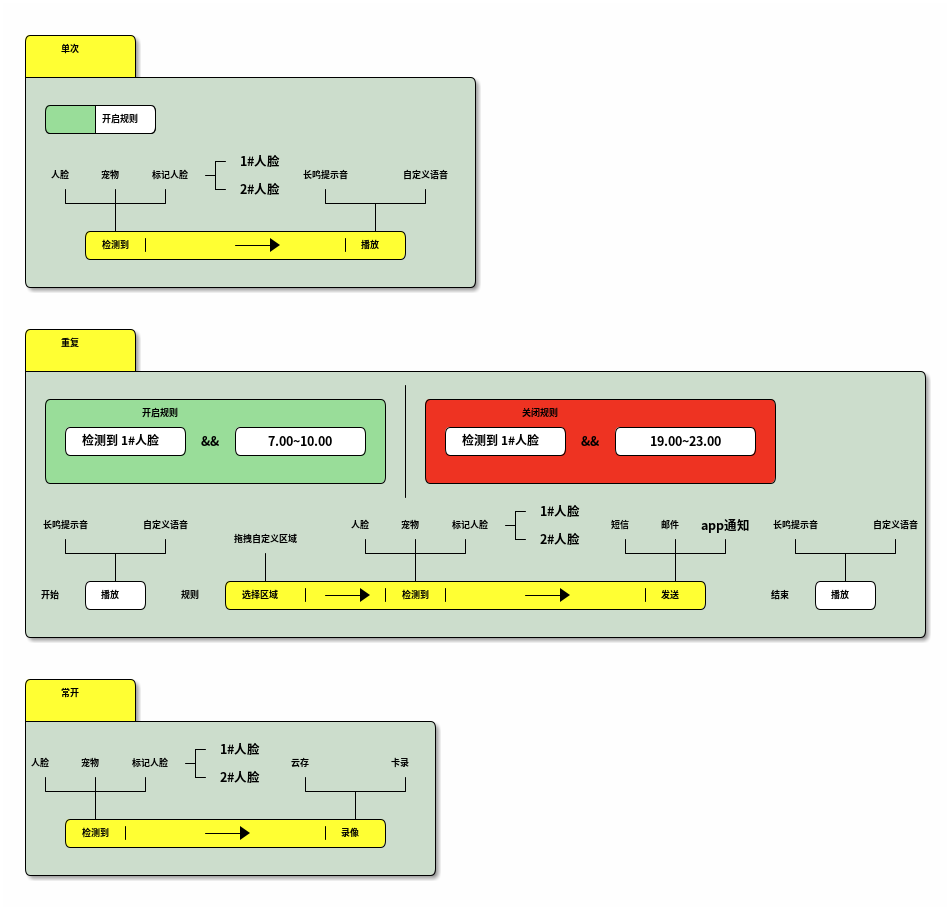 单次
开启规则
1#人脸
人脸 宠物 标记人脸 长鸣提示音 自定义语音
2#人脸
检测到 播放
重复
开启规则 关闭规则
检测到 1#人脸 && 7.00~10.00 检测到 1#人脸 && 19.00~23.00
1#人脸
长鸣提示音 自定义语音 人脸 宠物 标记人脸 短信 邮件 app通知 长鸣提示音 自定义语音
拖拽自定义区域 2#人脸
开始 播放 规则 选择区域 检测到 发送 结束 播放
常开
1#人脸
人脸 宠物 标记人脸 云存 卡录
2#人脸
检测到 录像